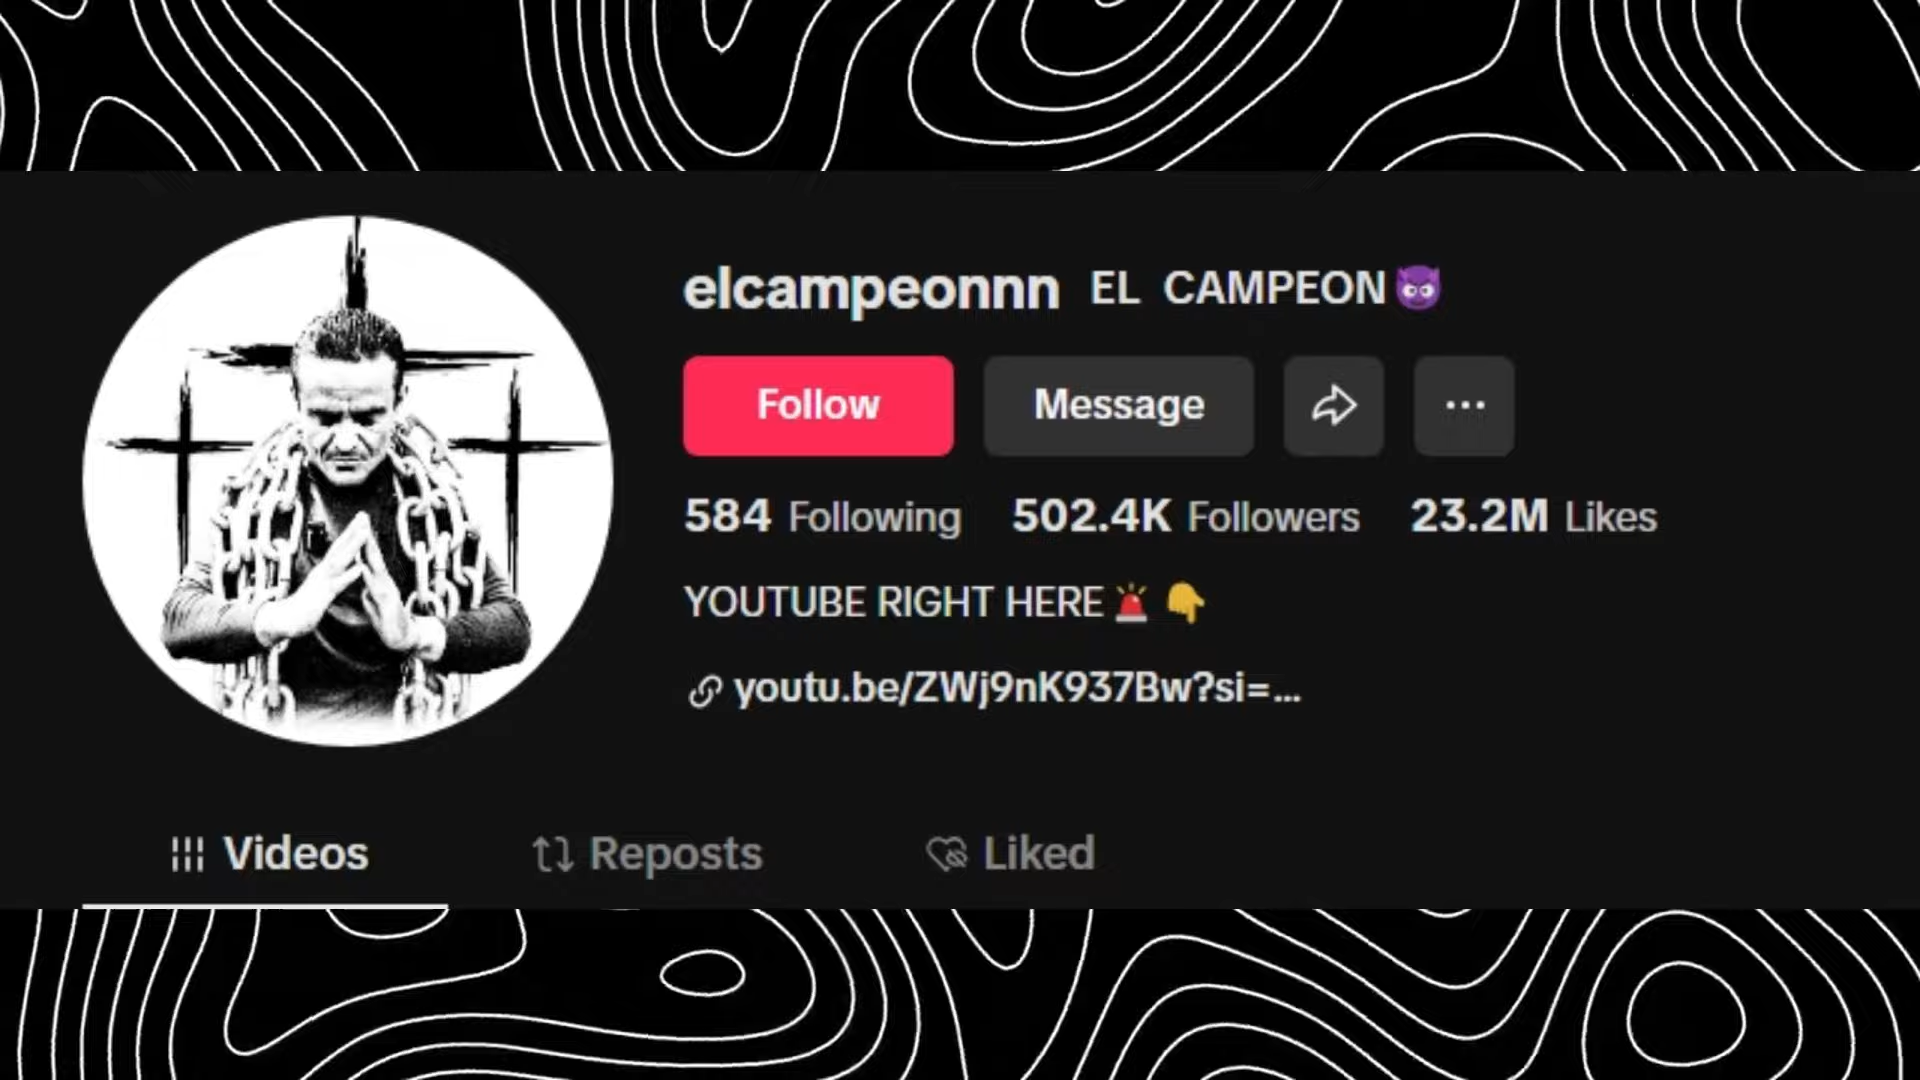 elcampeonnn EL CAMPEON😈
Follow Message
584 Following 502.4K Followers 23.2M Likes
YOUTUBE RIGHT HERE🚨👇
youtu.be/ZWj9nK937Bw?si=...
Videos Reposts Liked